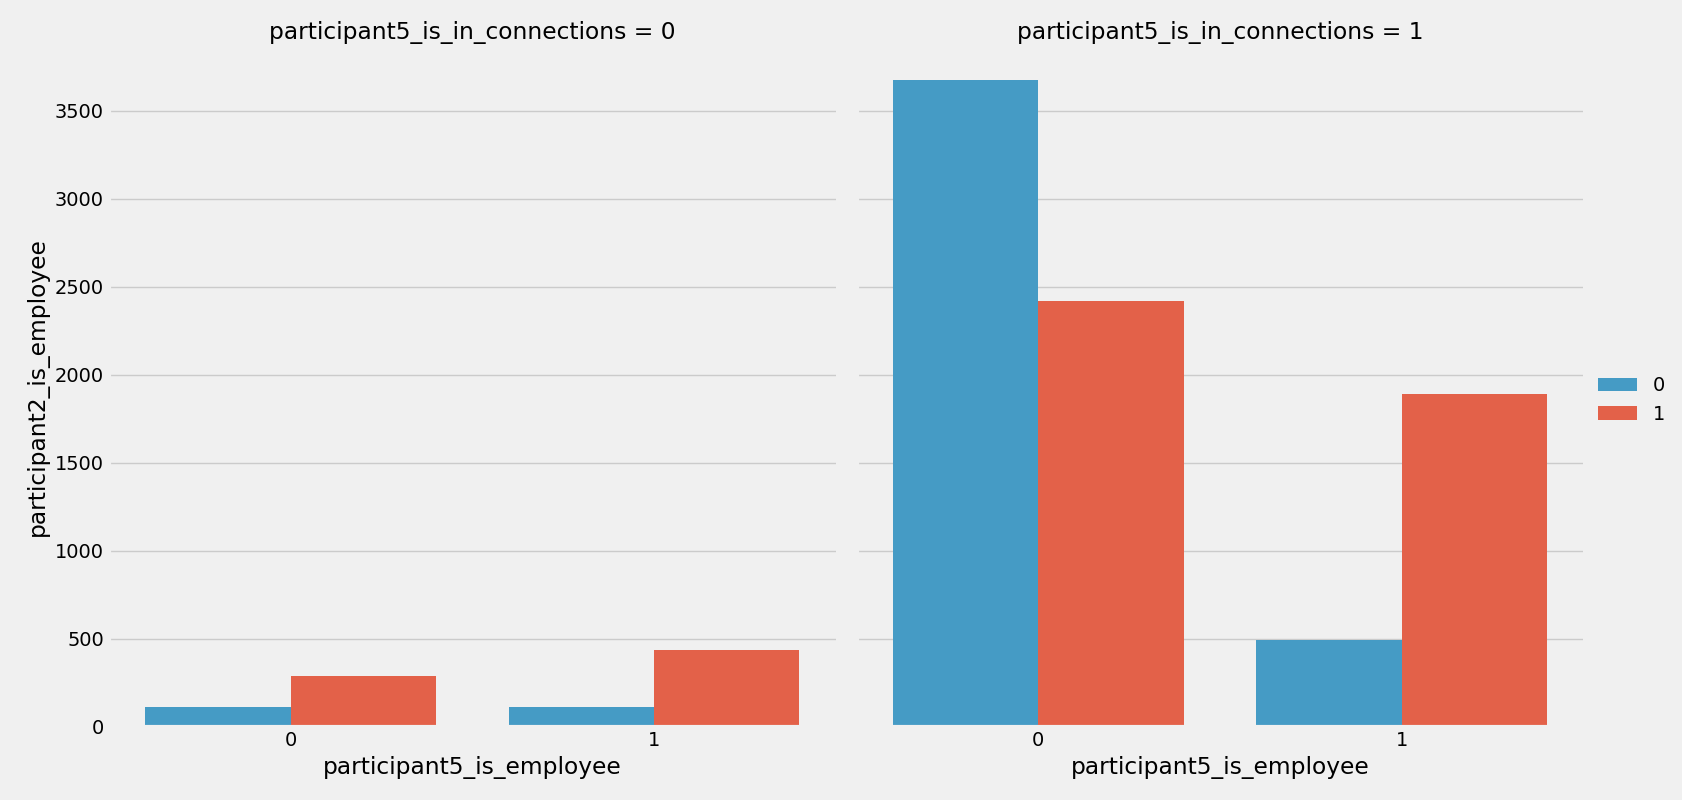 participant5_is_in_connections = 0
participant5_is_in_connections = 1
participant2_is_employee
3500
3000
2500
2000
1500
1000
500
0
0
1
0
1
participant5_is_employee
participant5_is_employee
0
1